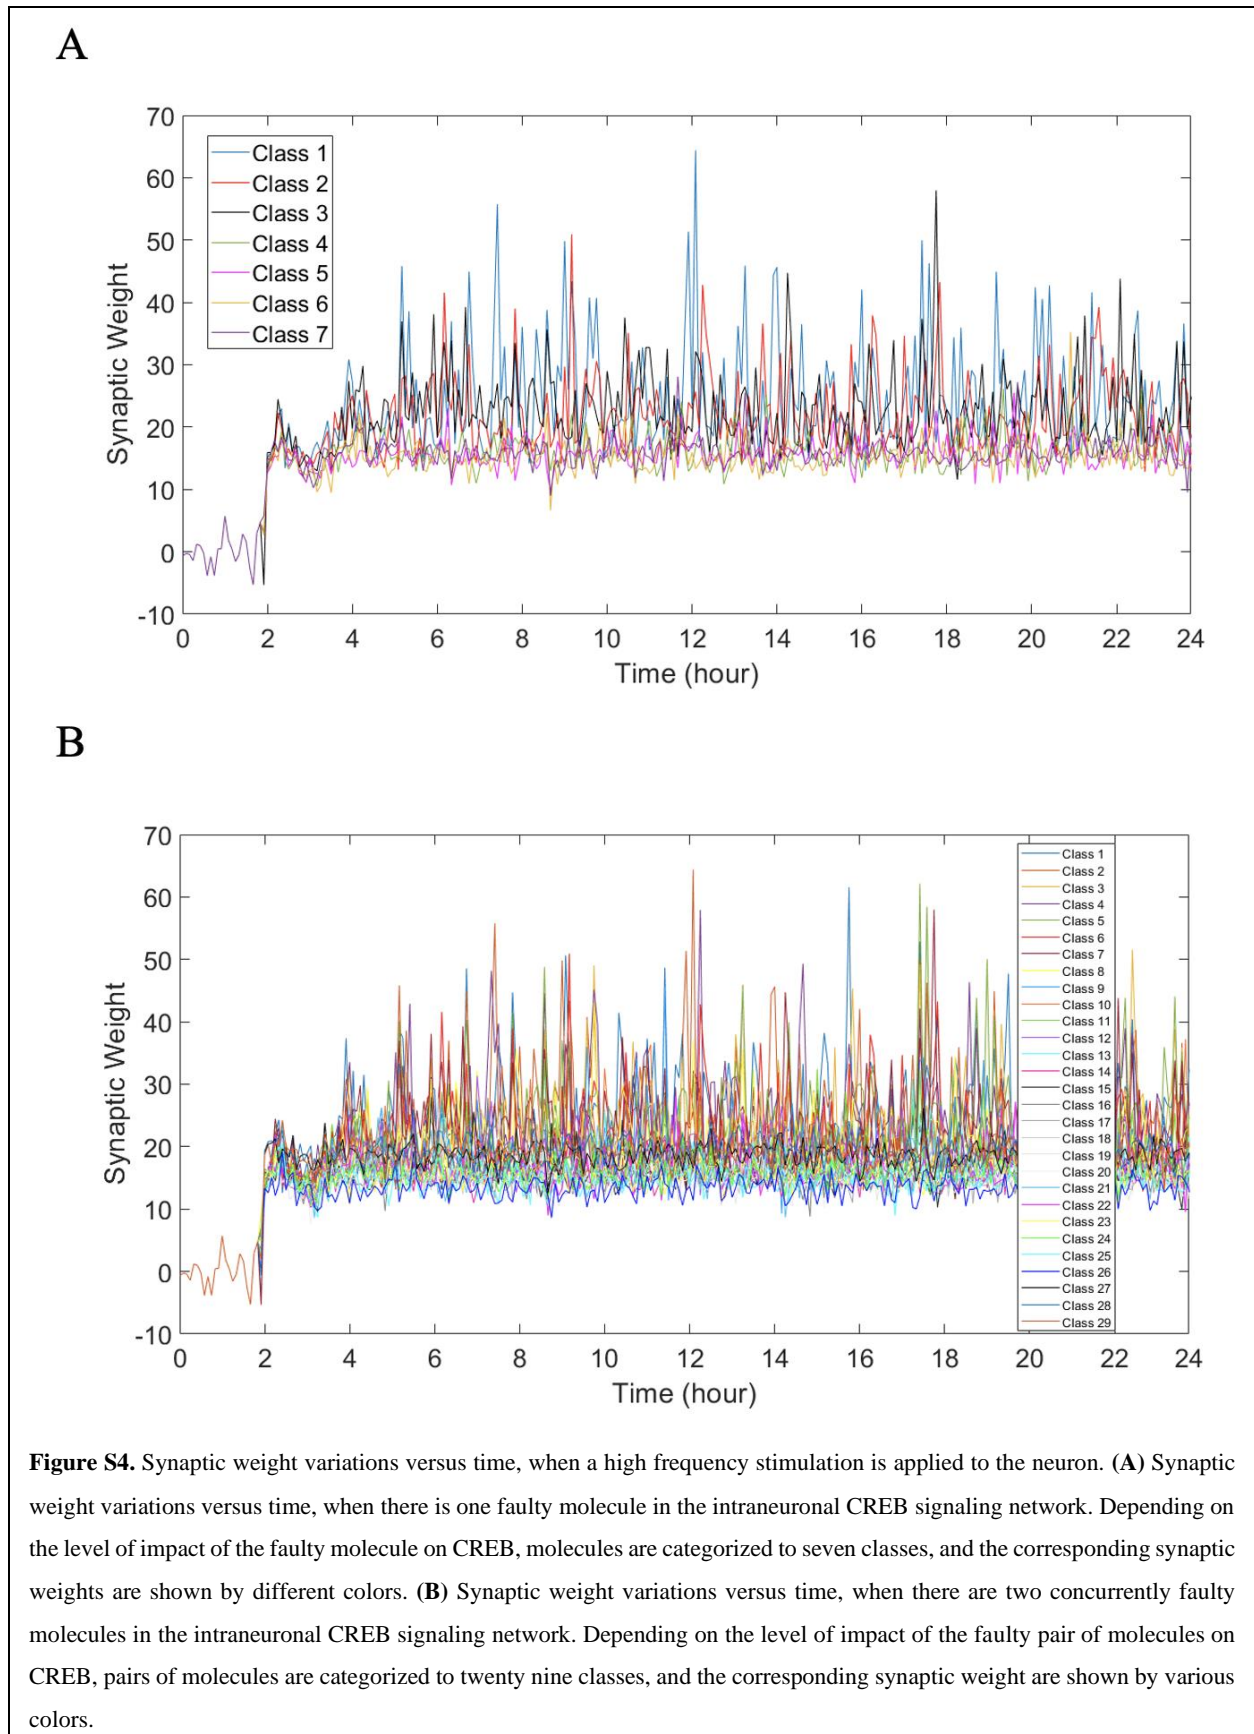 A
70
60
50
40
30
20
10
0
-10
Synaptic Weight
Class 1
Class 2
Class 3
Class 4
Class 5
Class 6
Class 7
0 2 4 6 8 10 12 14 16 18 20 22 24
Time (hour)
B
70
60
50
40
30
20
10
0
-10
Synaptic Weight
Class 1
Class 2
Class 3
Class 4
Class 5
Class 6
Class 7
Class 8
Class 9
Class 10
Class 11
Class 12
Class 13
Class 14
Class 15
Class 16
Class 17
Class 18
Class 19
Class 20
Class 21
Class 22
Class 23
Class 24
Class 25
Class 26
Class 27
Class 28
Class 29
0 2 4 6 8 10 12 14 16 18 20 22 24
Time (hour)
Figure S4. Synaptic weight variations versus time, when a high frequency stimulation is applied to the neuron. (A) Synaptic
weight variations versus time, when there is one faulty molecule in the intraneuronal CREB signaling network. Depending on
the level of impact of the faulty molecule on CREB, molecules are categorized to seven classes, and the corresponding synaptic
weights are shown by different colors. (B) Synaptic weight variations versus time, when there are two concurrently faulty
molecules in the intraneuronal CREB signaling network. Depending on the level of impact of the faulty pair of molecules on
CREB, pairs of molecules are categorized to twenty nine classes, and the corresponding synaptic weight are shown by various
colors.